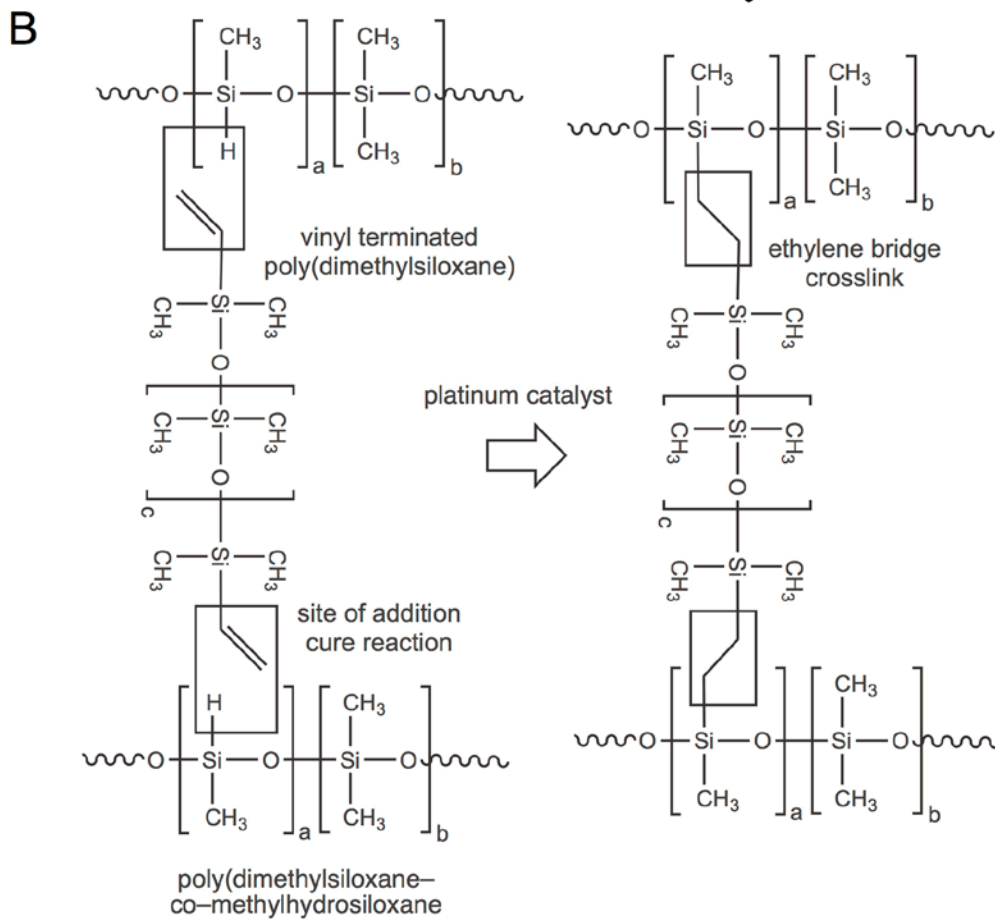 B
CH3
CH3
O Si O Si O
H
CH3
a
b
CH3
CH3
O Si O Si O
CH3
CH3
a
b
vinyl terminated
poly(dimethylsiloxane)
ethylene bridge
crosslink
CH3 Si CH3
O
CH3 Si CH3
O
c
CH3 Si CH3
platinum catalyst
CH3 Si CH3
O
CH3 Si CH3
O
c
CH3 Si CH3
site of addition
cure reaction
H
CH3
O Si O Si O
CH3
CH3
a
b
CH3
O Si O Si O
CH3
CH3
a
b
poly(dimethylsiloxane–
co–methylhydrosiloxane